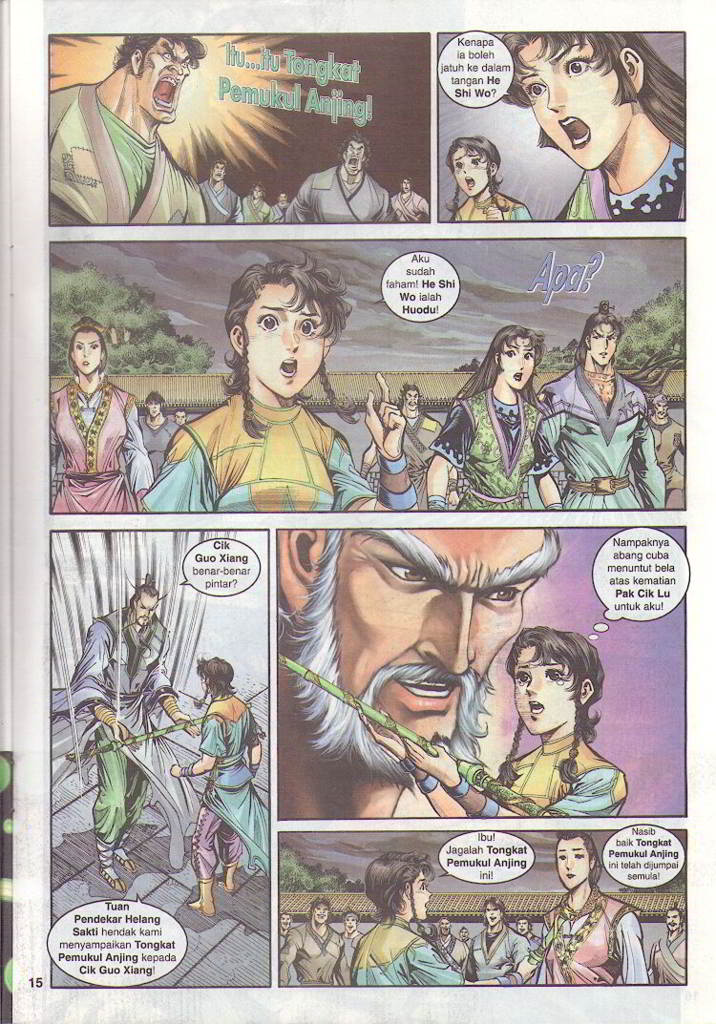 Itu...itu Tongkat
Pemukul Anjing!
Kenapa
ia boleh
jatuh ke dalam
tangan He
Shi Wo?
Aku
sudah
faham! He Shi
Wo ialah
Huodu!
Apa?
Cik
Guo Xiang
benar-benar
pintar?
Tuan
Pendekar Helang
Sakti hendak kami
menyampaikan Tongkat
Pemukul Anjing kepada
Cik Guo Xiang!
Nampaknya
abang cuba
menuntut bela
atas kematian
Pak Cik Lu
untuk aku!
Ibu!
Jagalah Tongkat
Pemukul Anjing
ini!
Nasib
baik Tongkat
Pemukul Anjing
ini telah dijumpai
semula!
15